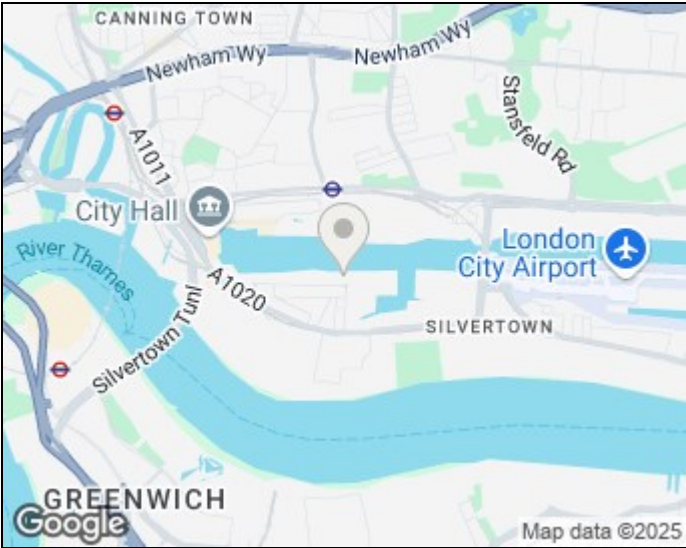 CANNING TOWN
Newham Wy
Newham Wy
Stansfeld Rd
A1011
City Hall
River Thames
London
City Airport
A1020
SILVERTOWN
Silvertown Tunl
GREENWICH
Google
Map data ©2025